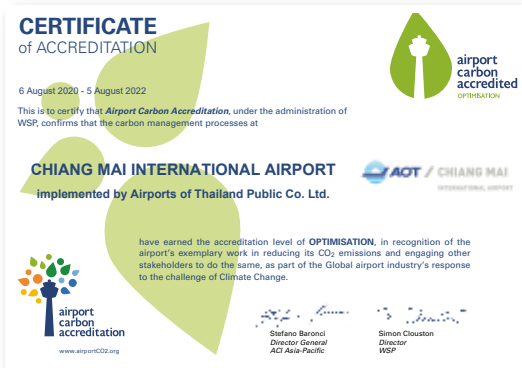 CERTIFICATE
of ACCREDITATION
airport
carbon
accredited
OPTIMISATION
6 August 2020 - 5 August 2022
This is to certify that Airport Carbon Accreditation, under the administration of
WSP, confirms that the carbon management processes at
CHIANG MAI INTERNATIONAL AIRPORT
implemented by Airports of Thailand Public Co. Ltd.
AOT / CHIANG MAI
INTERNATIONAL AIRPORT
have earned the accreditation level of OPTIMISATION, in recognition of the
airport's exemplary work in reducing its CO₂ emissions and engaging other
stakeholders to do the same, as part of the Global airport industry's response
to the challenge of Climate Change.
airport
carbon
accreditation
www.airportCO2.org
Stefano Baronci
Director General
ACI Asia-Pacific
Simon Clouston
Director
WSP